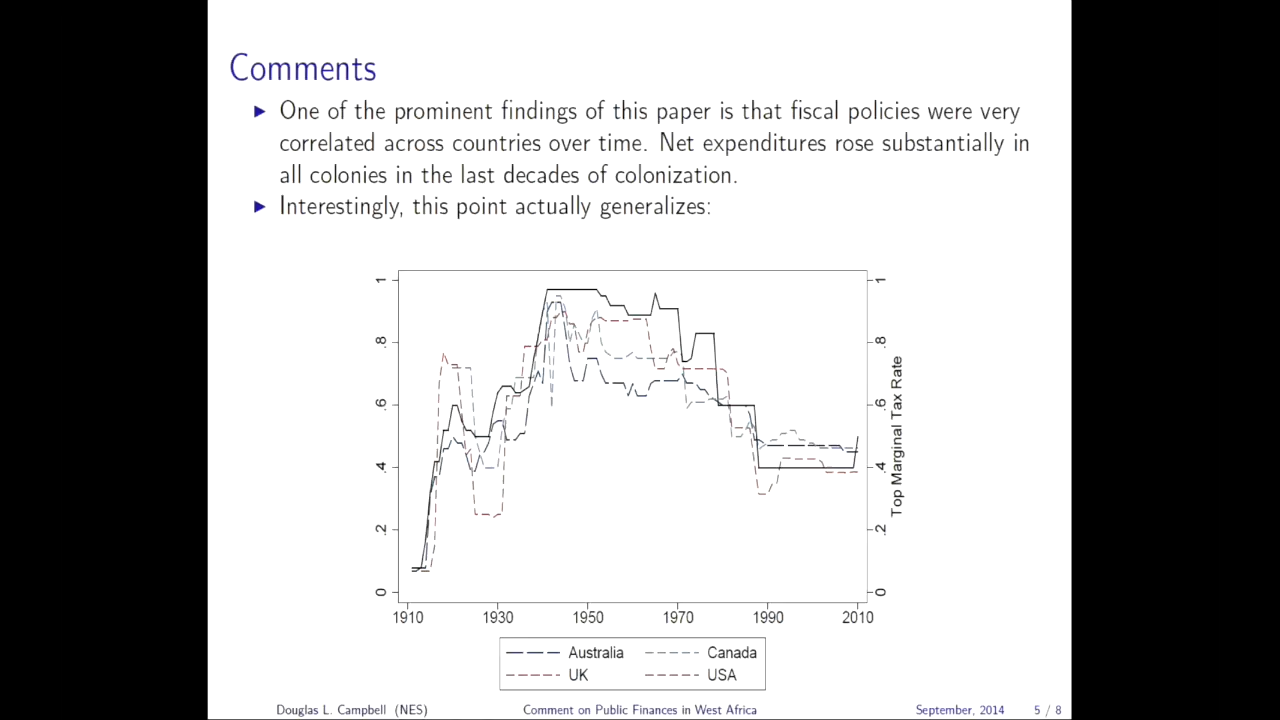 Comments
▶ One of the prominent findings of this paper is that fiscal policies were very
correlated across countries over time. Net expenditures rose substantially in
all colonies in the last decades of colonization.
▶ Interestingly, this point actually generalizes:
1
.8
.6
.4
.2
0
1
.8
.6
.4
.2
0
Top Marginal Tax Rate
1910 1930 1950 1970 1990 2010
Australia Canada
UK USA
Douglas L. Campbell (NES) Comment on Public Finances in West Africa September, 2014 5 / 8